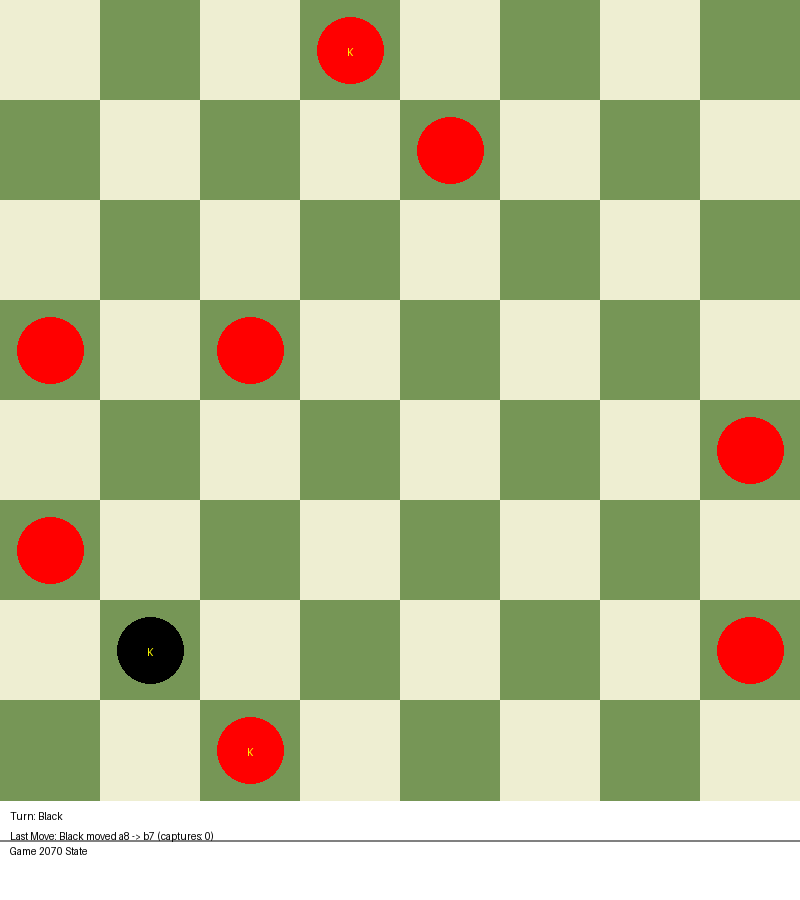 K
K
K
Turn: Black
Last Move: Black moved a8 -> b7 (captures: 0)
Game 2070 State